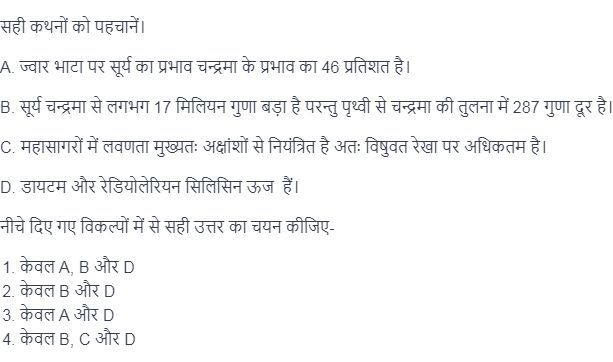 सही कथनों को पहचानें।
A. ज्वार भाटा पर सूर्य का प्रभाव चन्द्रमा के प्रभाव का 46 प्रतिशत है।
B. सूर्य चन्द्रमा से लगभग 17 मिलियन गुणा बड़ा है परन्तु पृथ्वी से चन्द्रमा की तुलना में 287 गुणा दूर है।
C. महासागरों में लवणता मुख्यतः अक्षांशों से नियंत्रित है अतः विषुवत रेखा पर अधिकतम है।
D. डायटम और रेडियोलेरियन सिलिसिन ऊज हैं।
नीचे दिए गए विकल्पों में से सही उत्तर का चयन कीजिए-
1. केवल A, B और D
2. केवल B और D
3. केवल A और D
4. केवल B, C और D